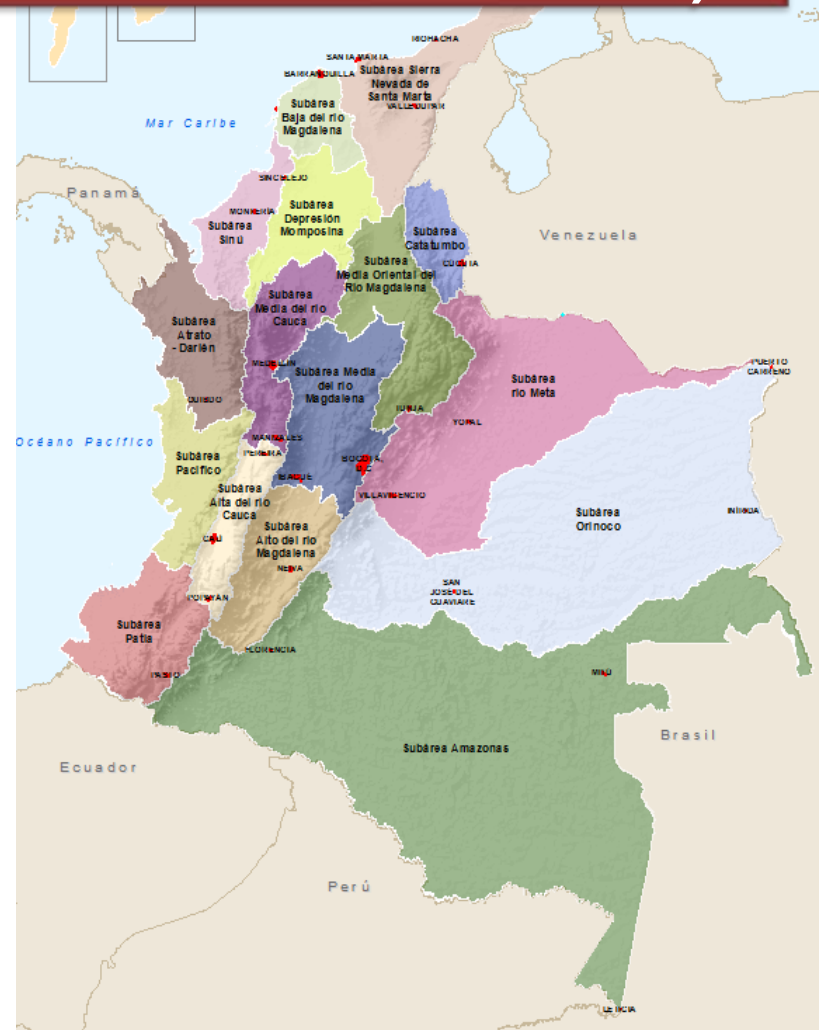 RIOHACHA
SANTA MARTA
BARRANQUILLA
Subárea Sierra
Nevada de
Santa Marta
VALLEDUPAR
Subárea
Baja del río
Magdalena
Mar Caribe
SINCELEJO
Panamá
MONTERÍA
Subárea
Sinú
Subárea
Depresión
Momposina
Subárea
Catatumbo
CÚCUTA
Venezuela
Subárea
Media Oriental del
Río Magdalena
Subárea
Media del río
Cauca
Subárea
Atrato
- Darién
MEDELLÍN
Subárea Media
del río
Magdalena
Subárea
río Meta
PUERTO
CARREÑO
QUIBDÓ
TUNJA
YOPAL
Océano Pacífico
MANIZALES
PEREIRA
Subárea
Pacífico
BOGOTÁ,
D.C
IBAGUÉ
VILLAVICENCIO
Subárea
Alta del río
Cauca
Subárea
Orinoco
INÍRIDA
Subárea
Alto del río
Magdalena
CALI
NEIVA
SAN
JOSÉ DEL
GUAVIARE
POPAYÁN
Subárea
Patía
FLORENCIA
PASTO
MITÚ
Brasil
Subárea Amazonas
Ecuador
Perú
LETICIA